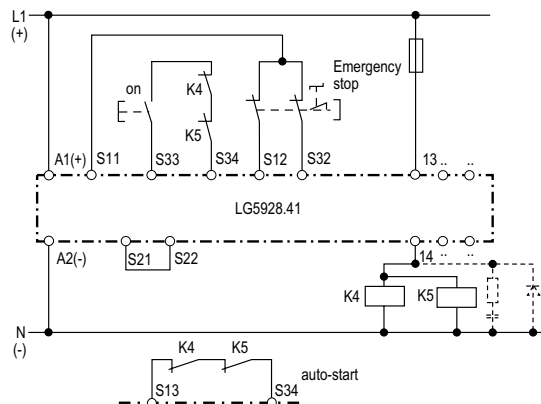 L1
(+)
Emergency
stop
on
K4
K5
A1(+) S11 S33 S34 S12 S32 13 .. ..
LG5928.41
A2(-) S21 S22 14 .. ..
K4 K5
N
(-)
K4 K5
auto-start
S13 S34